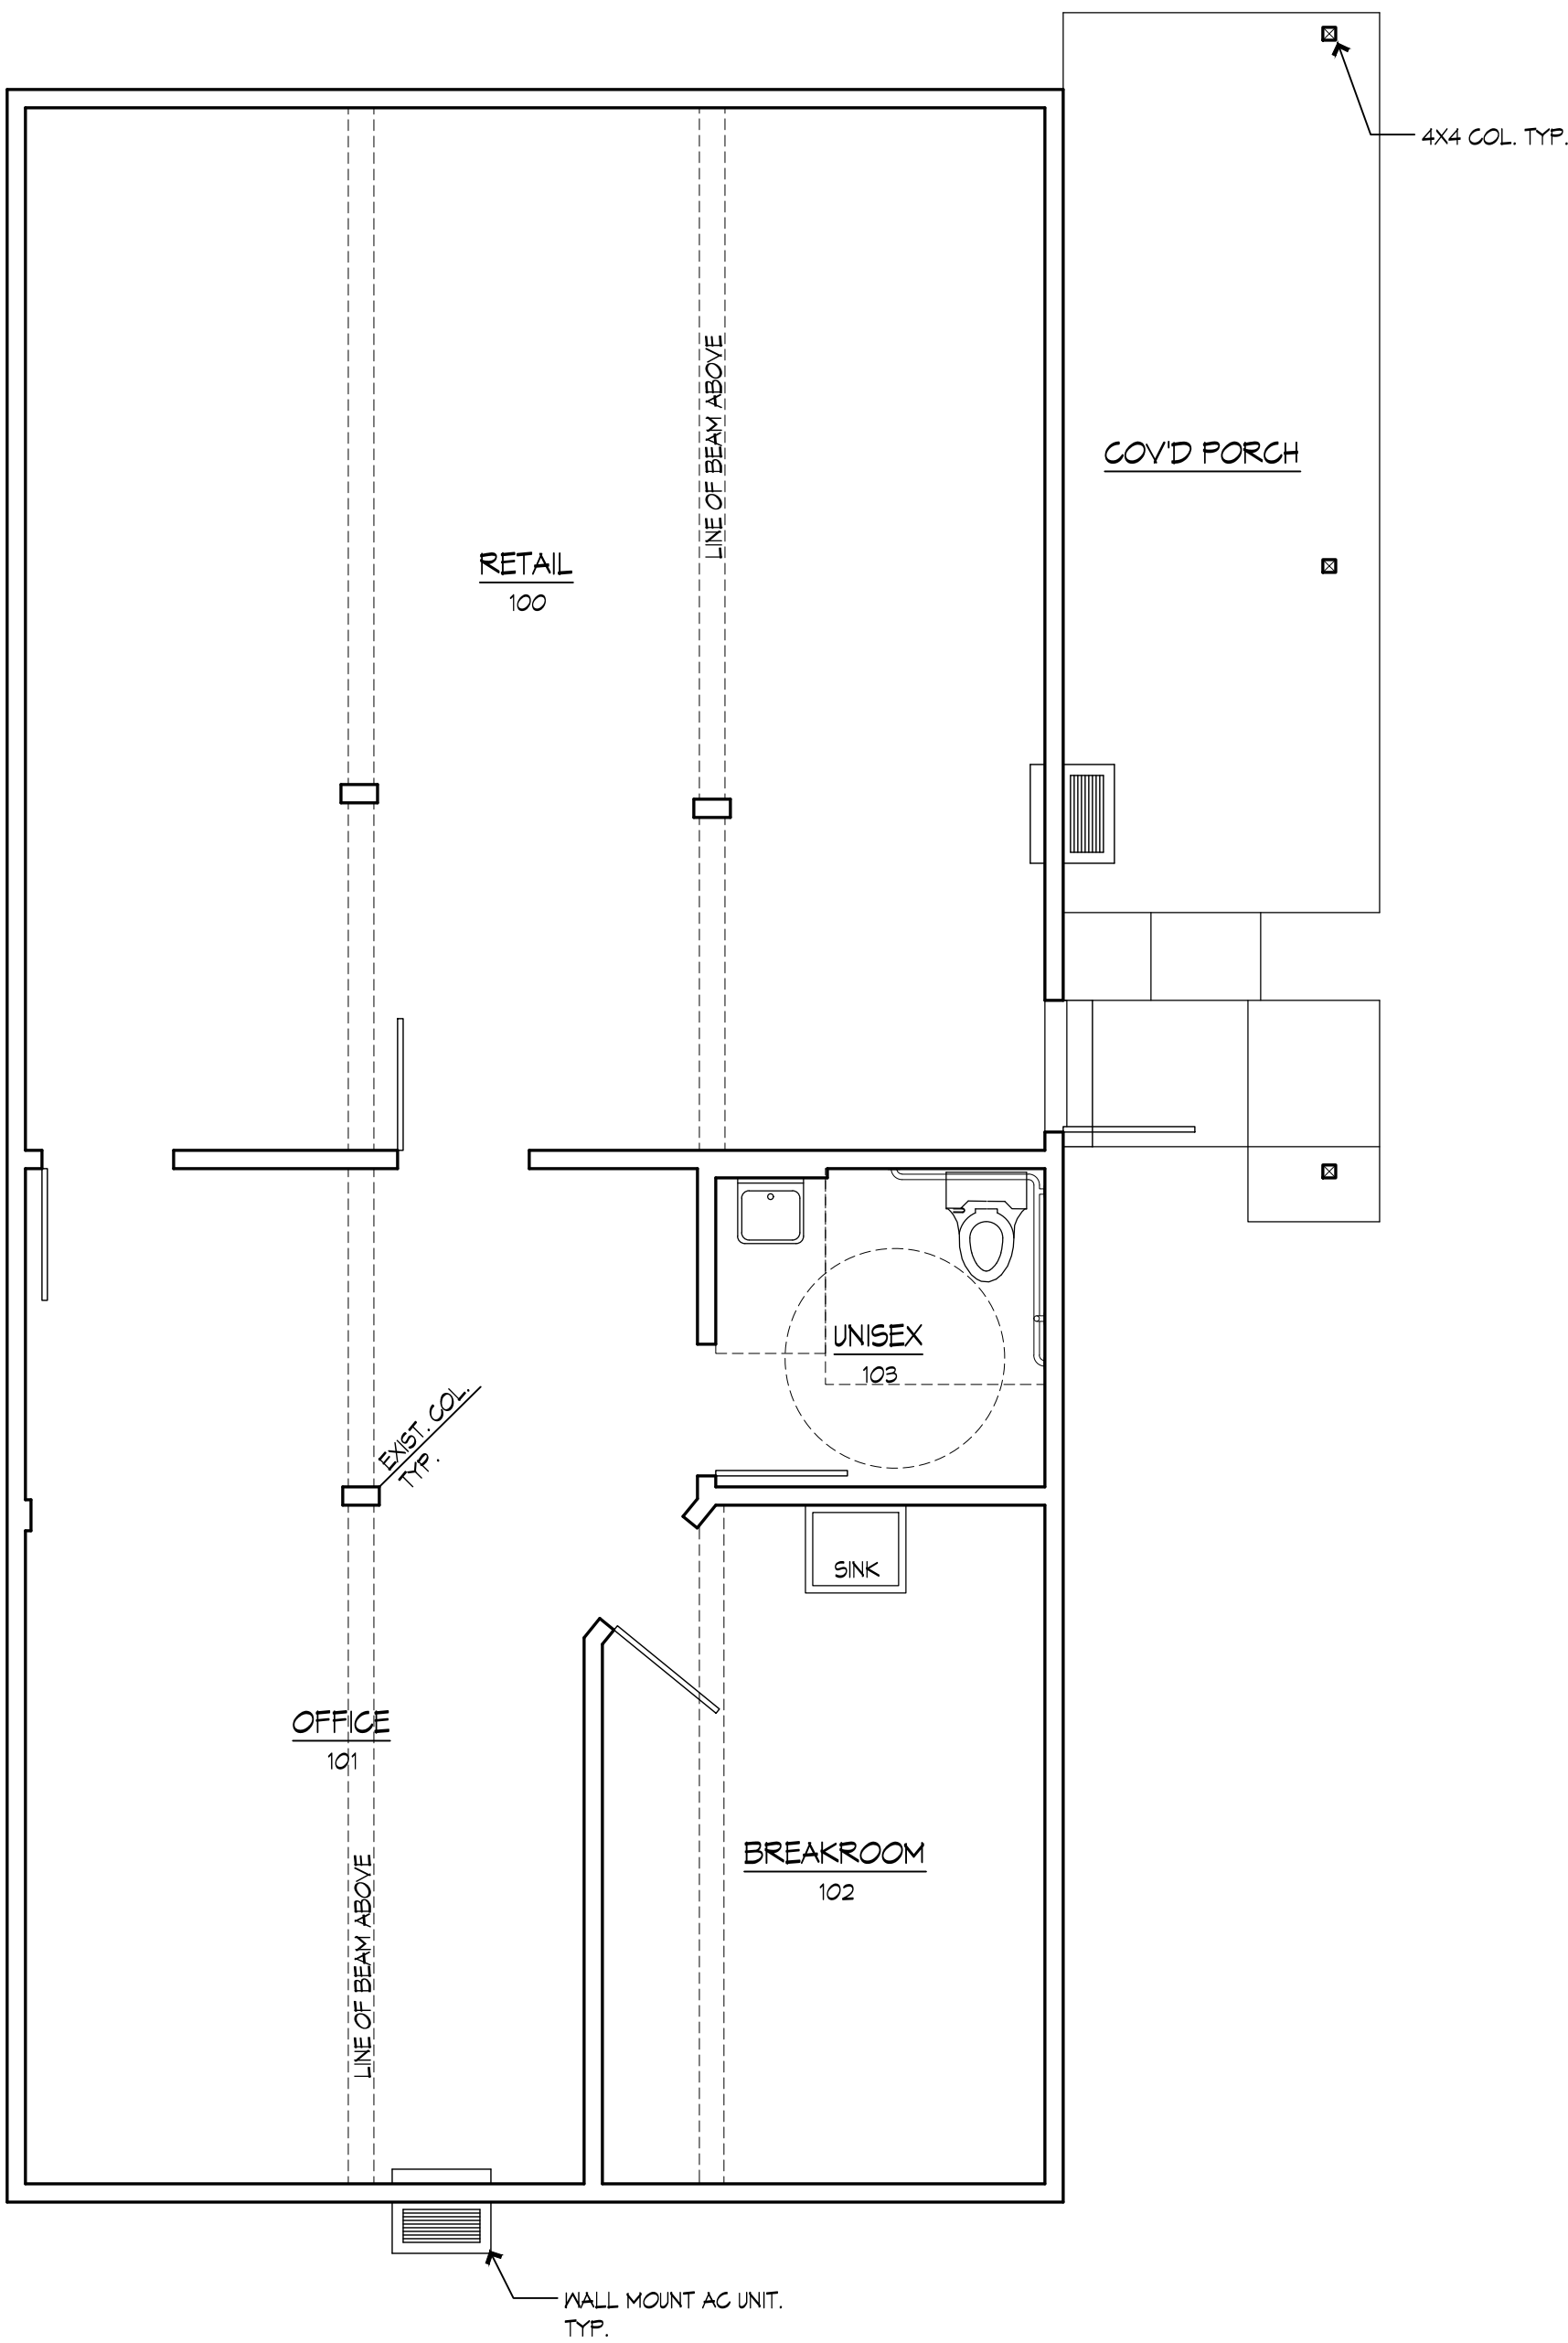 4X4 COL. TYP.
LINE OF BEAM ABOVE
COV'D PORCH
RETAIL
100
UNISEX
103
EXIST. COL.
TYP.
SINK
OFFICE
101
BREAKROOM
102
LINE OF BEAM ABOVE
WALL MOUNT AC UNIT.
TYP.